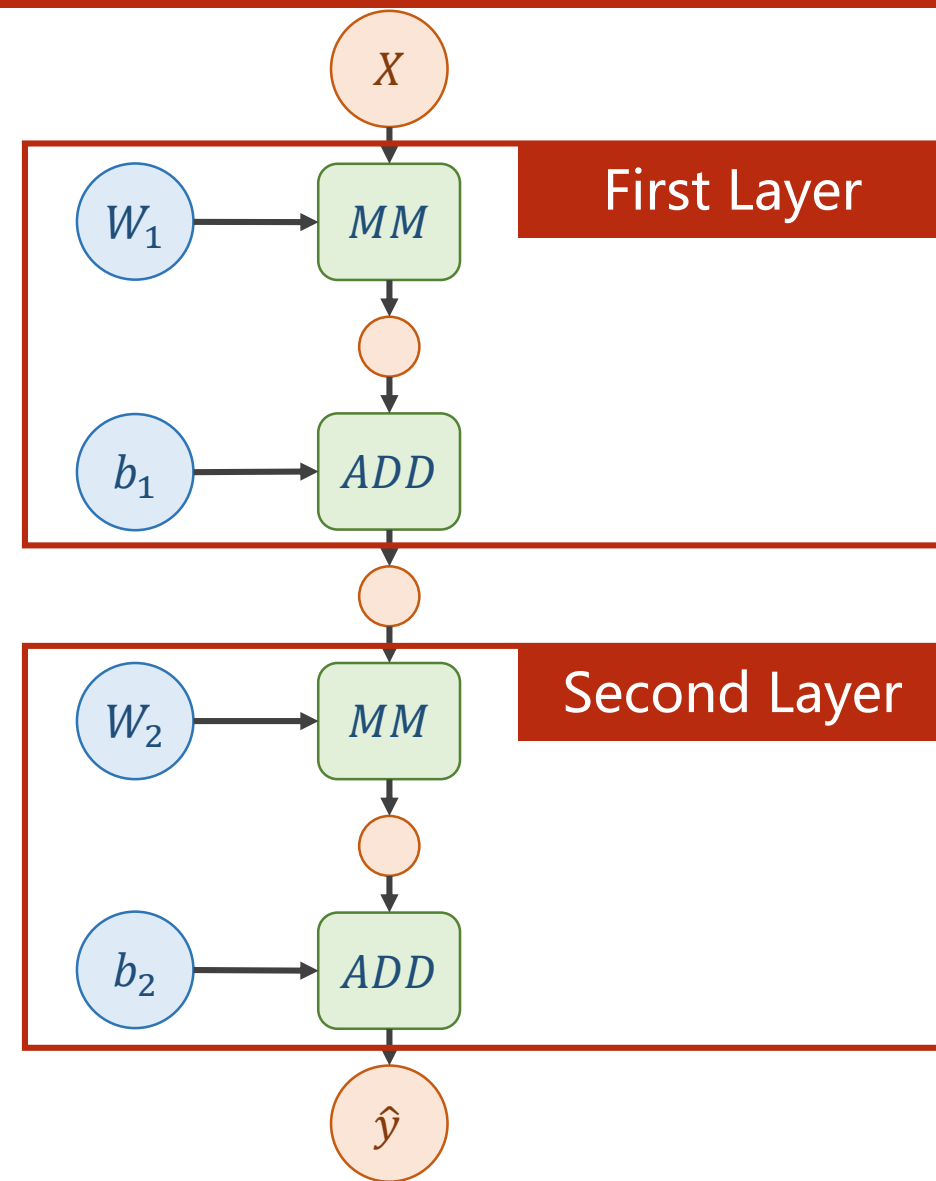 X
First Layer
W₁
MM
b₁
ADD
Second Layer
W₂
MM
b₂
ADD
ŷ